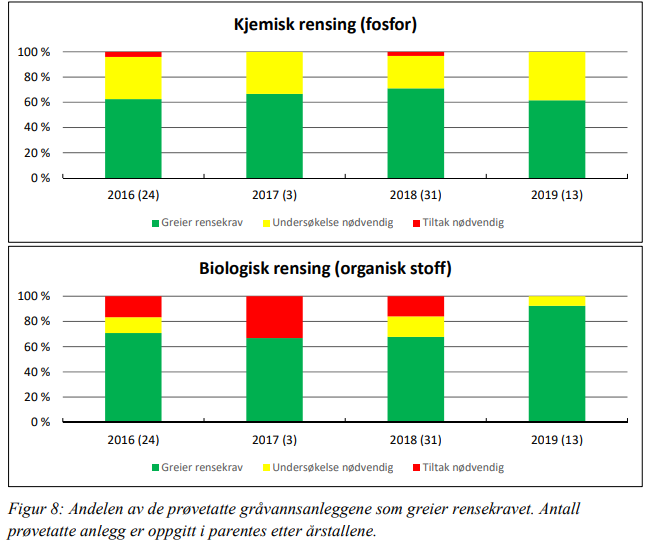 Kjemisk rensing (fosfor)
100 %
80 %
60 %
40 %
20 %
0 %
2016 (24) 2017 (3) 2018 (31) 2019 (13)
Greier rensekrav Undersøkelse nødvendig Tiltak nødvendig
Biologisk rensing (organisk stoff)
100 %
80 %
60 %
40 %
20 %
0 %
2016 (24) 2017 (3) 2018 (31) 2019 (13)
Greier rensekrav Undersøkelse nødvendig Tiltak nødvendig
Figur 8: Andelen av de prøvetatte gråvannsanleggene som greier rensekravet. Antall
prøvetatte anlegg er oppgitt i parentes etter årstallene.